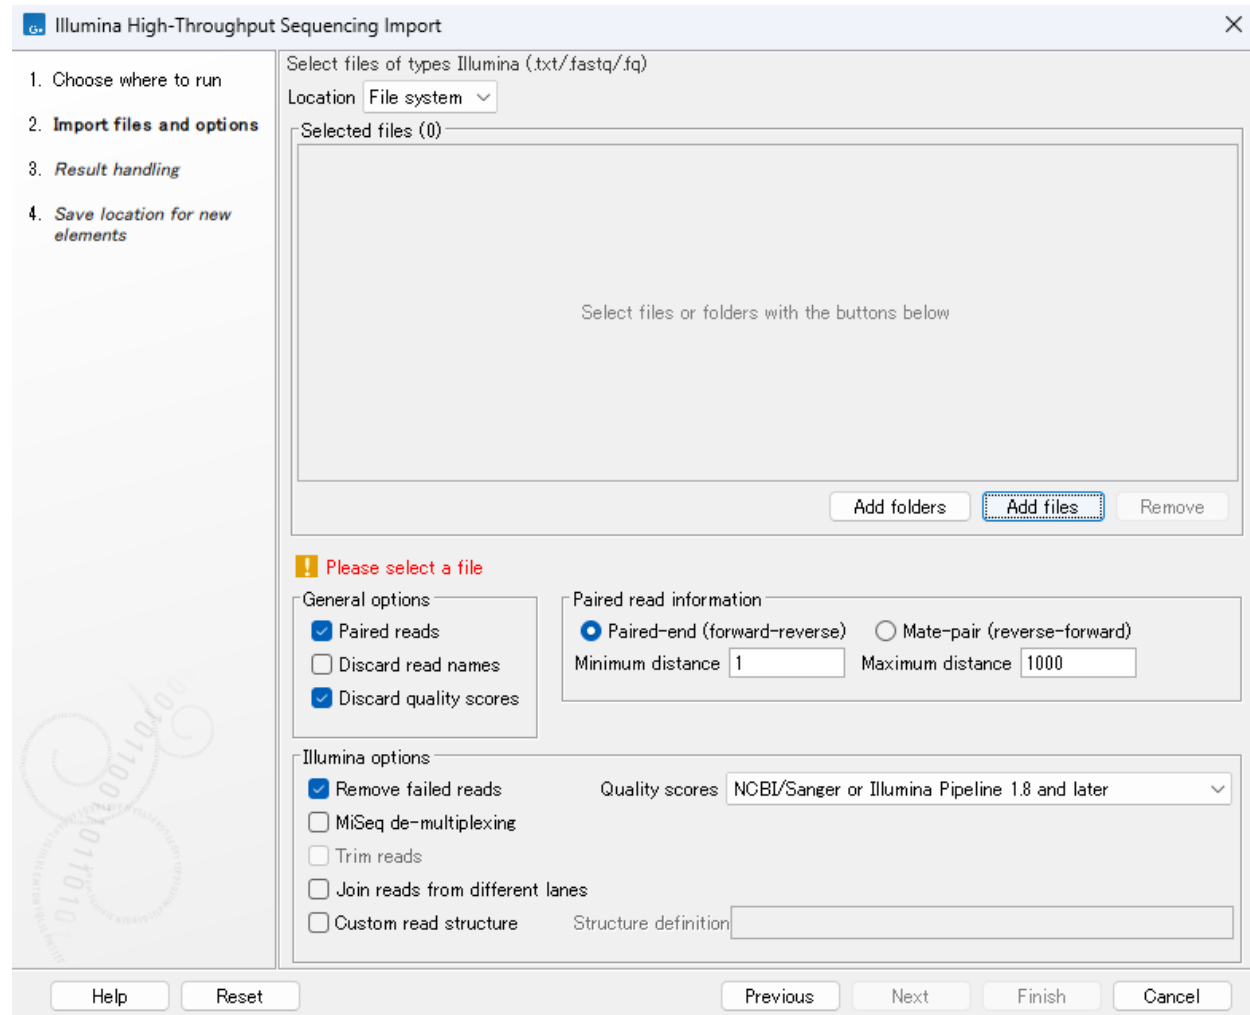 G.
Illumina High-Throughput Sequencing Import
1. Choose where to run
2. Import files and options
3. Result handling
4. Save location for new
elements
Select files of types Illumina (.txt/.fastq/.fq)
Location File system
Selected files (0)
Select files or folders with the buttons below
Add folders Add files Remove
Please select a file
General options
Paired reads
Discard read names
Discard quality scores
Paired read information
Paired-end (forward-reverse) Mate-pair (reverse-forward)
Minimum distance 1 Maximum distance 1000
Illumina options
Remove failed reads Quality scores NCBI/Sanger or Illumina Pipeline 1.8 and later
MiSeq de-multiplexing
Trim reads
Join reads from different lanes
Custom read structure Structure definition
Help Reset Previous Next Finish Cancel